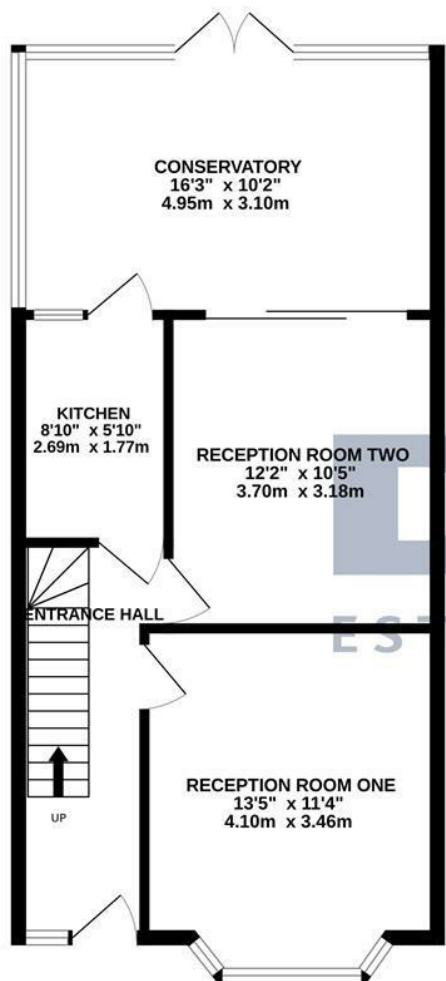 CONSERVATORY
16'3" x 10'2"
4.95m x 3.10m
KITCHEN
8'10" x 5'10"
2.69m x 1.77m
RECEPTION ROOM TWO
12'2" x 10'5"
3.70m x 3.18m
ENTRANCE HALL
EST
RECEPTION ROOM ONE
13'5" x 11'4"
4.10m x 3.46m
UP